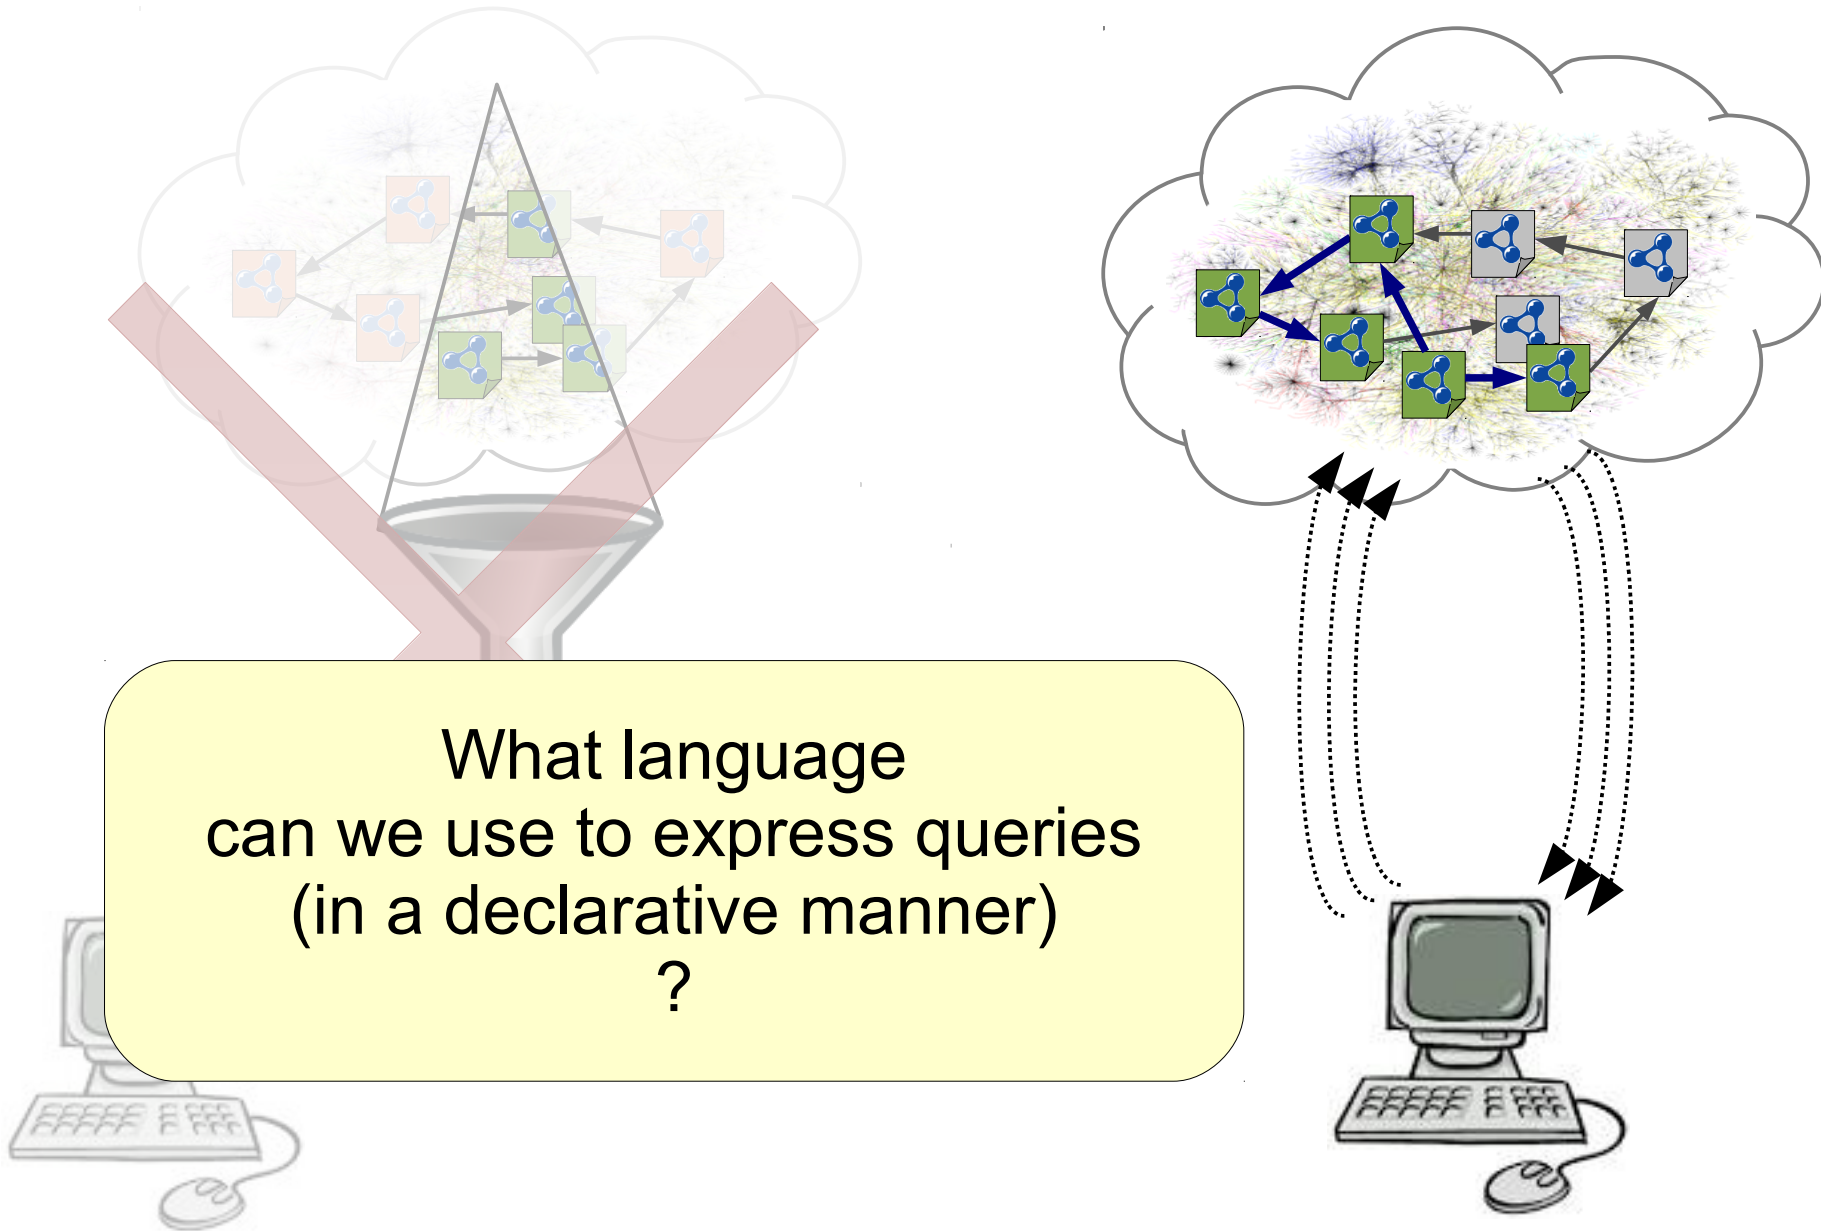 What language
can we use to express queries
(in a declarative manner)
?